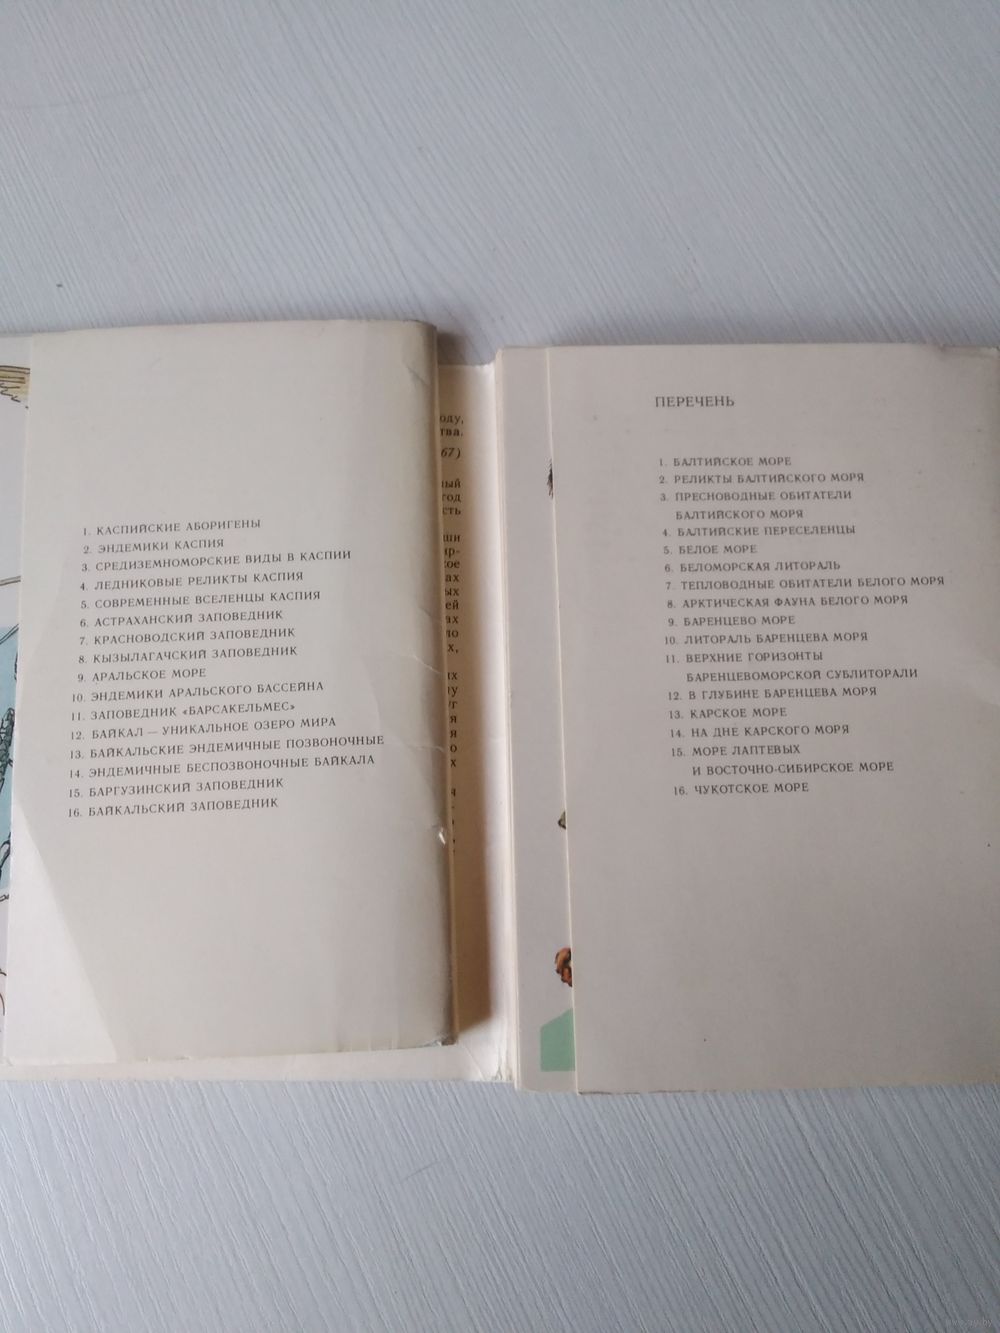 1. КАСПИЙСКИЕ АБОРИГЕНЫ
2. ЭНДЕМИКИ КАСПИЯ
3. СРЕДИЗЕМНОМОРСКИЕ ВИДЫ В КАСПИИ
4. ЛЕДНИКОВЫЕ РЕЛИКТЫ КАСПИЯ
5. СОВРЕМЕННЫЕ ВСЕЛЕНЦЫ КАСПИЯ
6. АСТРАХАНСКИЙ ЗАПОВЕДНИК
7. КРАСНОВОДСКИЙ ЗАПОВЕДНИК
8. КЫЗЫЛАГАЧСКИЙ ЗАПОВЕДНИК
9. АРАЛЬСКОЕ МОРЕ
10. ЭНДЕМИКИ АРАЛЬСКОГО БАССЕЙНА
11. ЗАПОВЕДНИК «БАРСАКЕЛЬМЕС»
12. БАЙКАЛ — УНИКАЛЬНОЕ ОЗЕРО МИРА
13. БАЙКАЛЬСКИЕ ЭНДЕМИЧНЫЕ ПОЗВОНОЧНЫЕ
14. ЭНДЕМИЧНЫЕ БЕСПОЗВОНОЧНЫЕ БАЙКАЛА
15. БАРГУЗИНСКИЙ ЗАПОВЕДНИК
16. БАЙКАЛЬСКИЙ ЗАПОВЕДНИК
ПЕРЕЧЕНЬ
1. БАЛТИЙСКОЕ МОРЕ
2. РЕЛИКТЫ БАЛТИЙСКОГО МОРЯ
3. ПРЕСНОВОДНЫЕ ОБИТАТЕЛИ
БАЛТИЙСКОГО МОРЯ
4. БАЛТИЙСКИЕ ПЕРЕСЕЛЕНЦЫ
5. БЕЛОЕ МОРЕ
6. БЕЛОМОРСКАЯ ЛИТОРАЛЬ
7. ТЕПЛОВОДНЫЕ ОБИТАТЕЛИ БЕЛОГО МОРЯ
8. АРКТИЧЕСКАЯ ФАУНА БЕЛОГО МОРЯ
9. БАРЕНЦЕВО МОРЕ
10. ЛИТОРАЛЬ БАРЕНЦЕВА МОРЯ
11. ВЕРХНИЕ ГОРИЗОНТЫ
БАРЕНЦЕВОМОРСКОЙ СУБЛИТОРАЛИ
12. В ГЛУБИНЕ БАРЕНЦЕВА МОРЯ
13. КАРСКОЕ МОРЕ
14. НА ДНЕ КАРСКОГО МОРЯ
15. МОРЕ ЛАПТЕВЫХ
И ВОСТОЧНО-СИБИРСКОЕ МОРЕ
16. ЧУКОТСКОЕ МОРЕ
www.ay.by